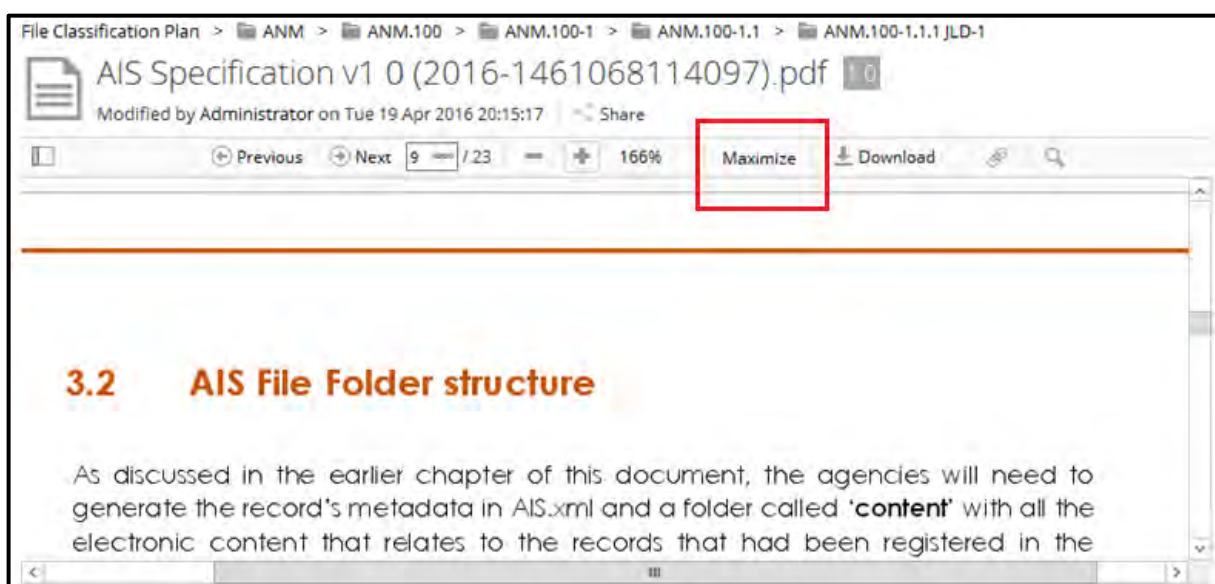 File Classification Plan > ANM > ANM.100 > ANM.100-1 > ANM.100-1.1 > ANM.100-1.1.1 JLD-1
AIS Specification v1 0 (2016-1461068114097).pdf 1.0
Modified by Administrator on Tue 19 Apr 2016 20:15:17 Share
Previous Next 9 / 23 166% Maximize Download
3.2 AIS File Folder structure
As discussed in the earlier chapter of this document, the agencies will need to
generate the record's metadata in AIS.xml and a folder called 'content' with all the
electronic content that relates to the records that had been registered in the